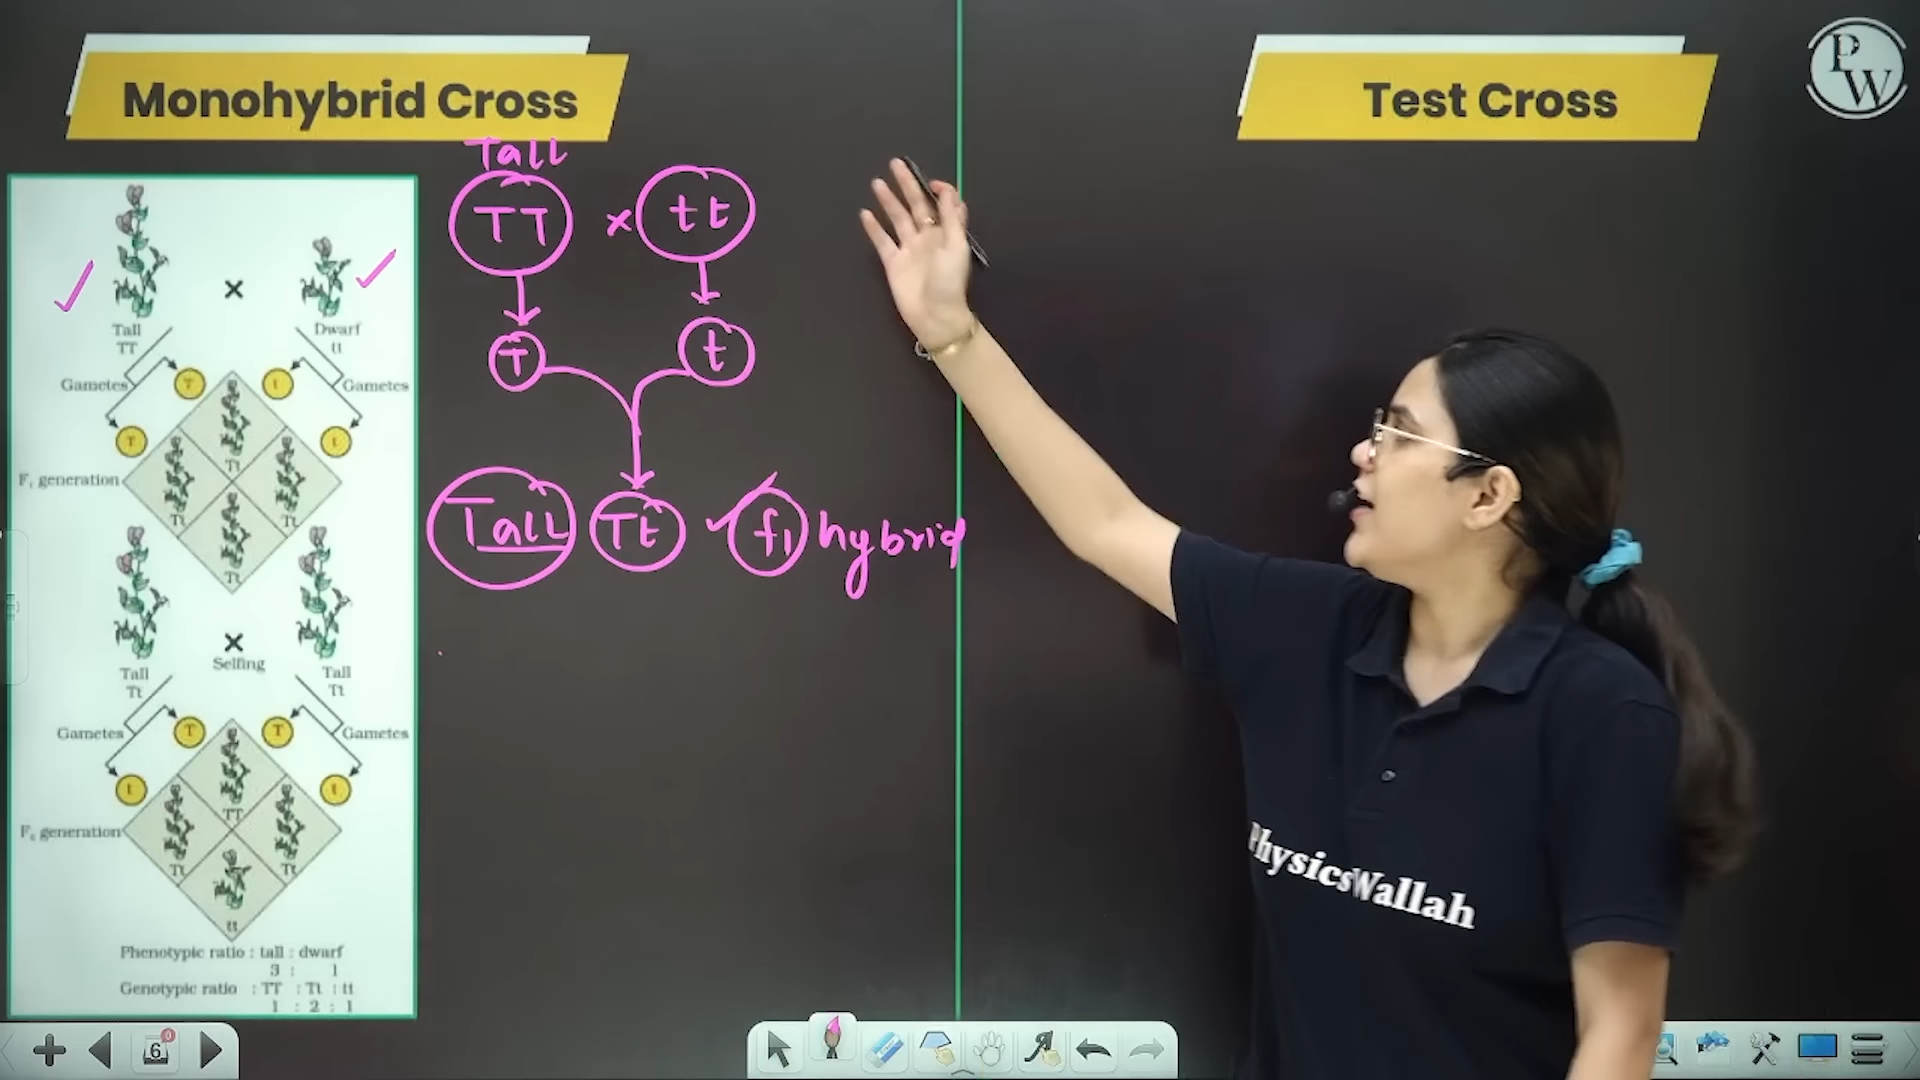 Monohybrid Cross
Test Cross
PW
Tall
TT × tt
T t
Tall Tt f1 hybrid
×
Tall Dwarf
TT tt
Gametes T t Gametes
T t
Tt
F1 generation
Tt Tt
Tt
×
Selfing
Tall Tall
Tt Tt
Gametes T T Gametes
t t
TT
generation
Tt Tt
tt
Phenotypic ratio : tall : dwarf
3 : 1
Genotypic ratio : TT : Tt : tt
1 : 2 : 1
PhysicsWallah
6